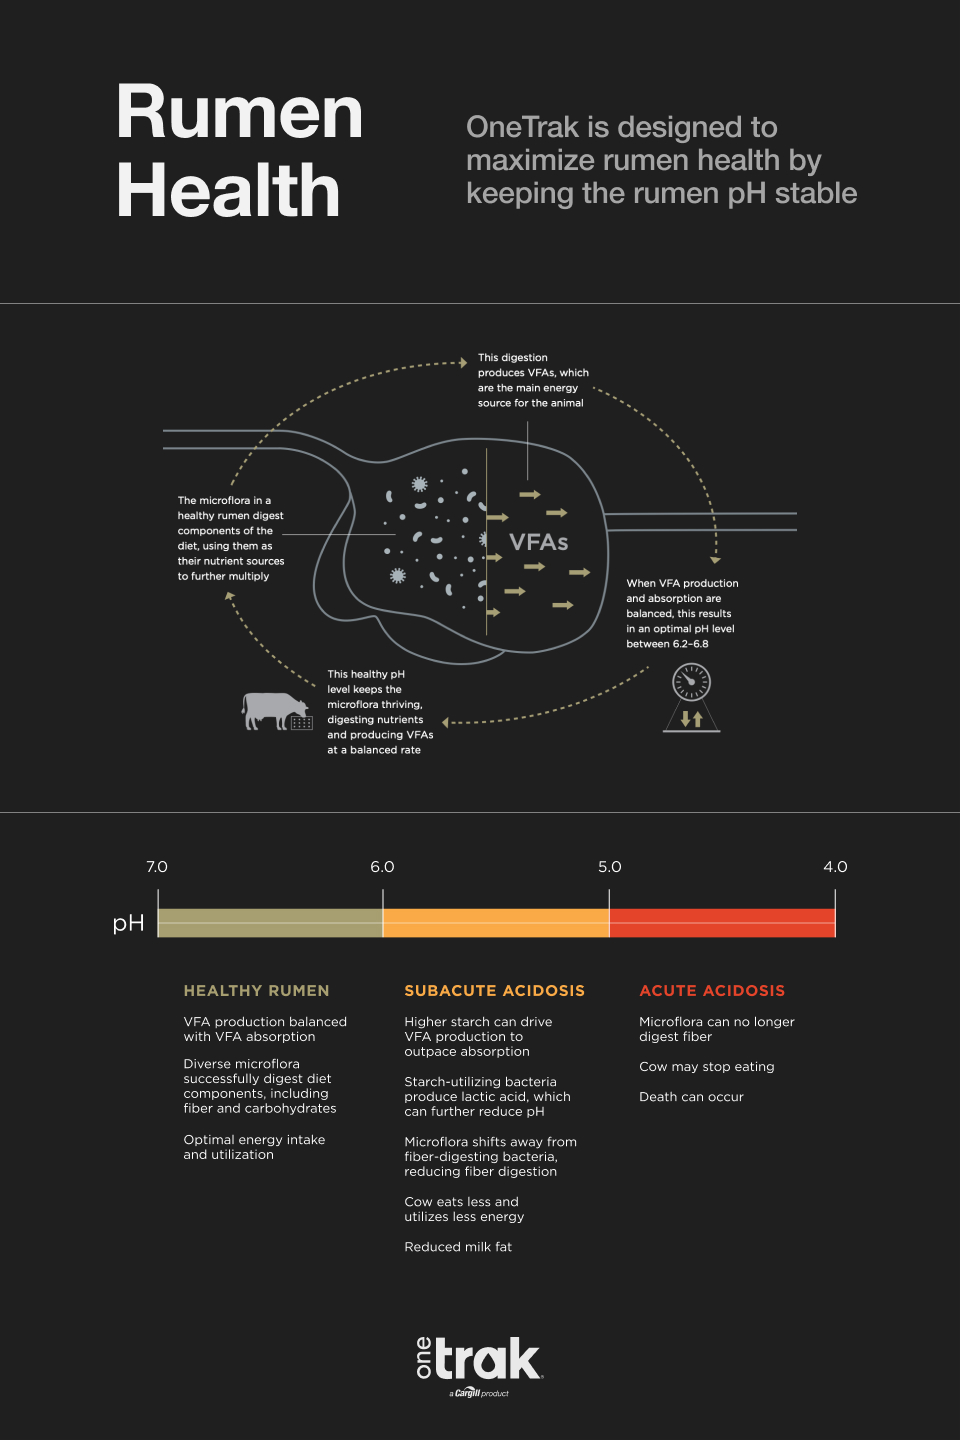 Rumen
Health
OneTrak is designed to
maximize rumen health by
keeping the rumen pH stable
This digestion
produces VFAs, which
are the main energy
source for the animal
The microflora in a
healthy rumen digest
components of the
diet, using them as
their nutrient sources
to further multiply
VFAs
When VFA production
and absorption are
balanced, this results
in an optimal pH level
between 6.2–6.8
This healthy pH
level keeps the
microflora thriving,
digesting nutrients
and producing VFAs
at a balanced rate
7.0
6.0
5.0
4.0
pH
HEALTHY RUMEN
VFA production balanced
with VFA absorption
Diverse microflora
successfully digest diet
components, including
fiber and carbohydrates
Optimal energy intake
and utilization
SUBACUTE ACIDOSIS
Higher starch can drive
VFA production to
outpace absorption
Starch-utilizing bacteria
produce lactic acid, which
can further reduce pH
Microflora shifts away from
fiber-digesting bacteria,
reducing fiber digestion
Cow eats less and
utilizes less energy
Reduced milk fat
ACUTE ACIDOSIS
Microflora can no longer
digest fiber
Cow may stop eating
Death can occur
one trak
a Cargill product